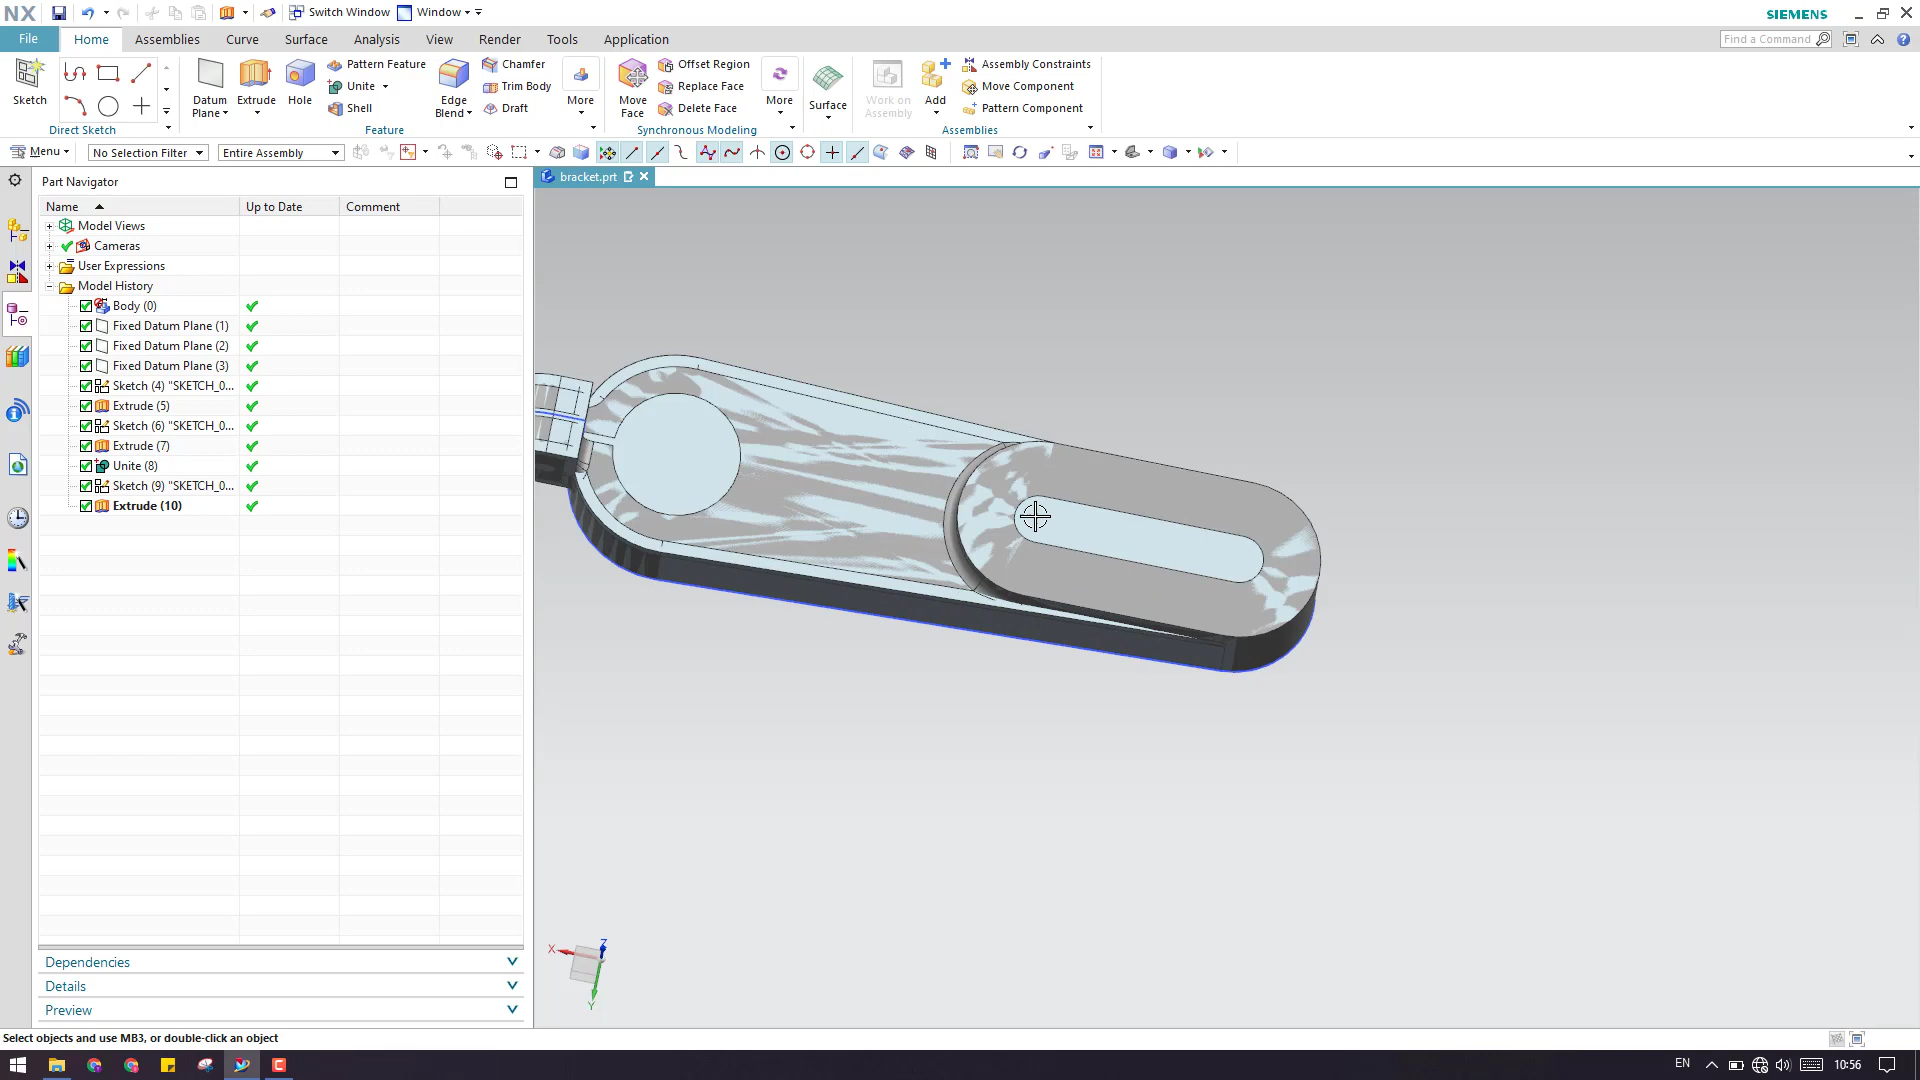 NX Switch Window Window SIEMENS
File Home Assemblies Curve Surface Analysis View Render Tools Application Find a Command
Sketch
Direct Sketch
Datum Plane
Extrude
Hole
Pattern Feature
Unite
Shell
Edge Blend
Chamfer
Trim Body
Draft
More
Feature
Move Face
Offset Region
Replace Face
Delete Face
More
Synchronous Modeling
Surface
Work on Assembly
Add
Assembly Constraints
Move Component
Pattern Component
Assemblies
Menu No Selection Filter Entire Assembly
Part Navigator
bracket.prt
Name Up to Date Comment
Model Views
Cameras
User Expressions
Model History
Body (0)
Fixed Datum Plane (1)
Fixed Datum Plane (2)
Fixed Datum Plane (3)
Sketch (4) "SKETCH_0...
Extrude (5)
Sketch (6) "SKETCH_0...
Extrude (7)
Unite (8)
Sketch (9) "SKETCH_0...
Extrude (10)
X Z
Y
Dependencies
Details
Preview
Select objects and use MB3, or double-click an object
EN 10:56